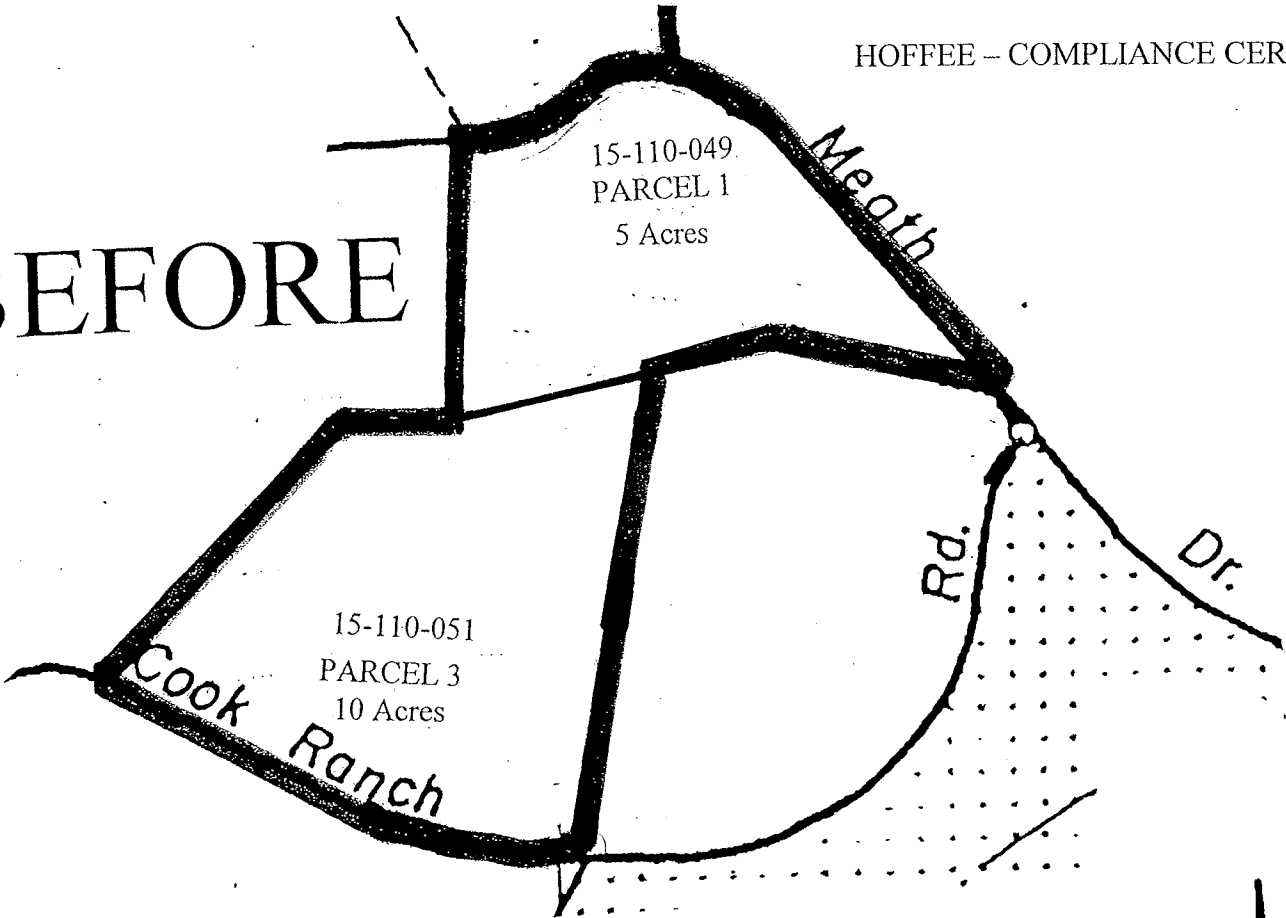 HOFFEE – COMPLIANCE CER
BEFORE
15-110-049
PARCEL 1
5 Acres
Meath
Dr.
Rd.
15-110-051
PARCEL 3
10 Acres
Cook Ranch